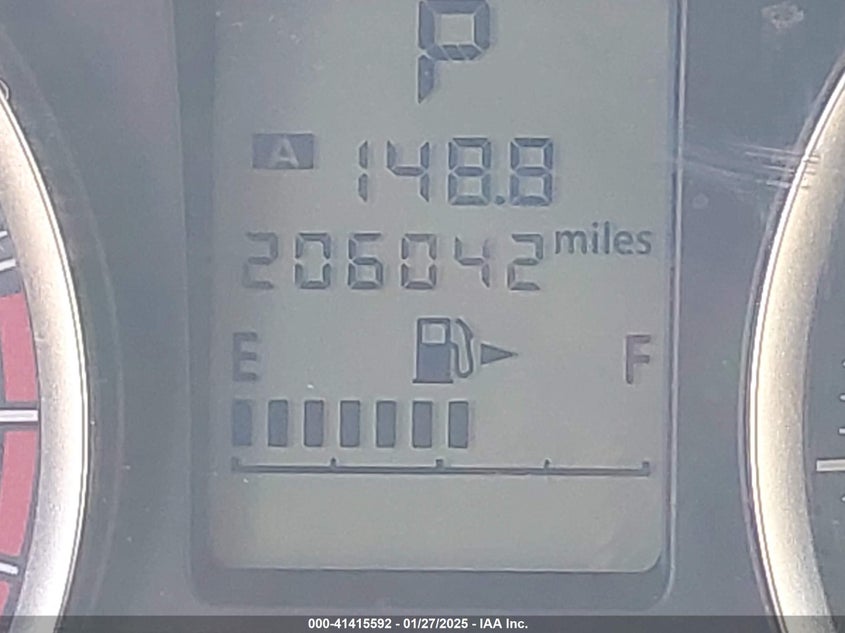 P
A 148.8
206042 miles
E F
000-41415592 - 01/27/2025 - IAA Inc.